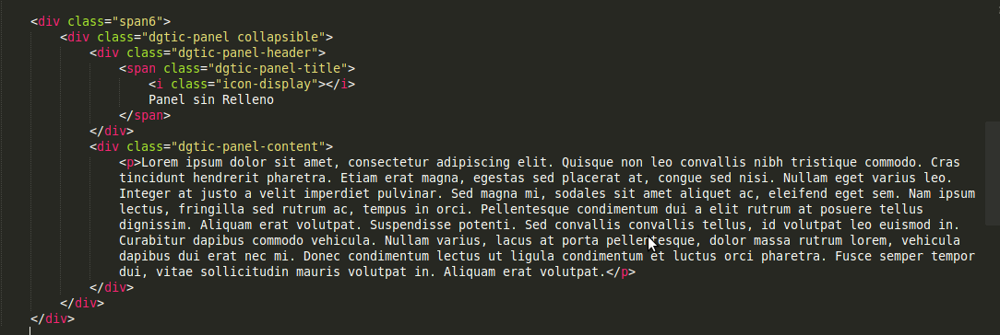 <div class="span6">
<div class="dgtic-panel collapsible">
<div class="dgtic-panel-header">
<span class="dgtic-panel-title">
<i class="icon-display"></i>
Panel sin Relleno
</span>
</div>
<div class="dgtic-panel-content">
<p>Lorem ipsum dolor sit amet, consectetur adipiscing elit. Quisque non leo convallis nibh tristique commodo. Cras
tincidunt hendrerit pharetra. Etiam erat magna, egestas sed placerat at, congue sed nisi. Nullam eget varius leo.
Integer at justo a velit imperdiet pulvinar. Sed magna mi, sodales sit amet aliquet ac, eleifend eget sem. Nam ipsum
lectus, fringilla sed rutrum ac, tempus in orci. Pellentesque condimentum dui a elit rutrum at posuere tellus
dignissim. Aliquam erat volutpat. Suspendisse potenti. Sed convallis convallis tellus, id volutpat leo euismod in.
Curabitur dapibus commodo vehicula. Nullam varius, lacus at porta pellentesque, dolor massa rutrum lorem, vehicula
dapibus dui erat nec mi. Donec condimentum lectus ut ligula condimentum et luctus orci pharetra. Fusce semper tempor
dui, vitae sollicitudin mauris volutpat in. Aliquam erat volutpat.</p>
</div>
</div>
</div>